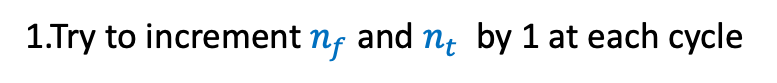 1.Try to increment n_f and n_t by 1 at each cycle